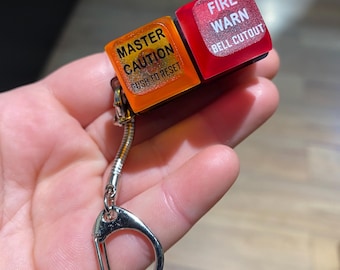 MASTER
CAUTION
PUSH TO RESET
FIRE
WARN
BELL CUTOUT